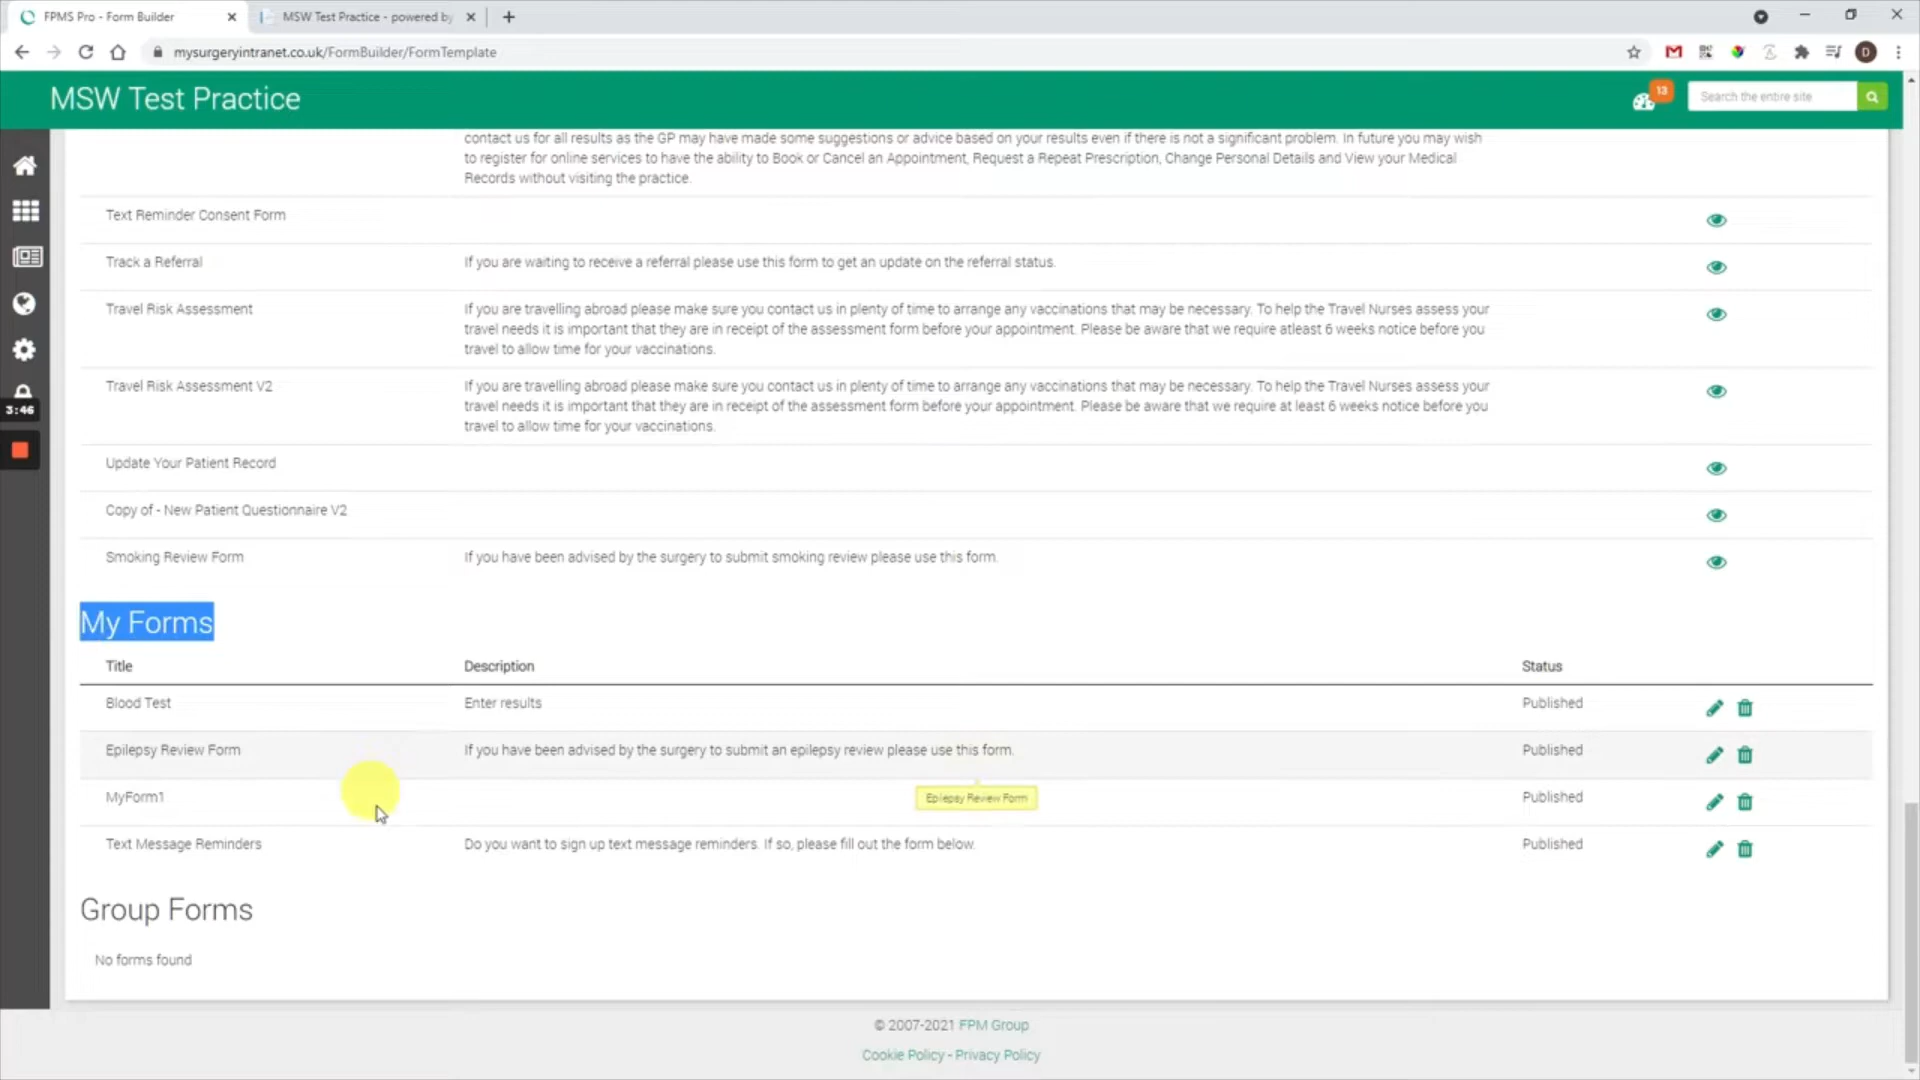 FPMS Pro - Form Builder
MSW Test Practice - powered by
mysurgeryintranet.co.uk/FormBuilder/FormTemplate
D
MSW Test Practice
13
Search the entire site
contact us for all results as the GP may have made some suggestions or advice based on your results even if there is not a significant problem. In future you may wish
to register for online services to have the ability to Book or Cancel an Appointment, Request a Repeat Prescription, Change Personal Details and View your Medical
Records without visiting the practice.
Text Reminder Consent Form
Track a Referral
If you are waiting to receive a referral please use this form to get an update on the referral status.
Travel Risk Assessment
If you are travelling abroad please make sure you contact us in plenty of time to arrange any vaccinations that may be necessary. To help the Travel Nurses assess your
travel needs it is important that they are in receipt of the assessment form before your appointment. Please be aware that we require atleast 6 weeks notice before you
travel to allow time for your vaccinations.
Travel Risk Assessment V2
If you are travelling abroad please make sure you contact us in plenty of time to arrange any vaccinations that may be necessary. To help the Travel Nurses assess your
travel needs it is important that they are in receipt of the assessment form before your appointment. Please be aware that we require at least 6 weeks notice before you
travel to allow time for your vaccinations.
3:46
Update Your Patient Record
Copy of - New Patient Questionnaire V2
Smoking Review Form
If you have been advised by the surgery to submit smoking review please use this form.
My Forms
Title Description Status
Blood Test Enter results Published
Epilepsy Review Form If you have been advised by the surgery to submit an epilepsy review please use this form. Published
MyForm1 Published
Epilepsy Review Form
Text Message Reminders Do you want to sign up text message reminders. If so, please fill out the form below. Published
Group Forms
No forms found
© 2007-2021 FPM Group
Cookie Policy - Privacy Policy